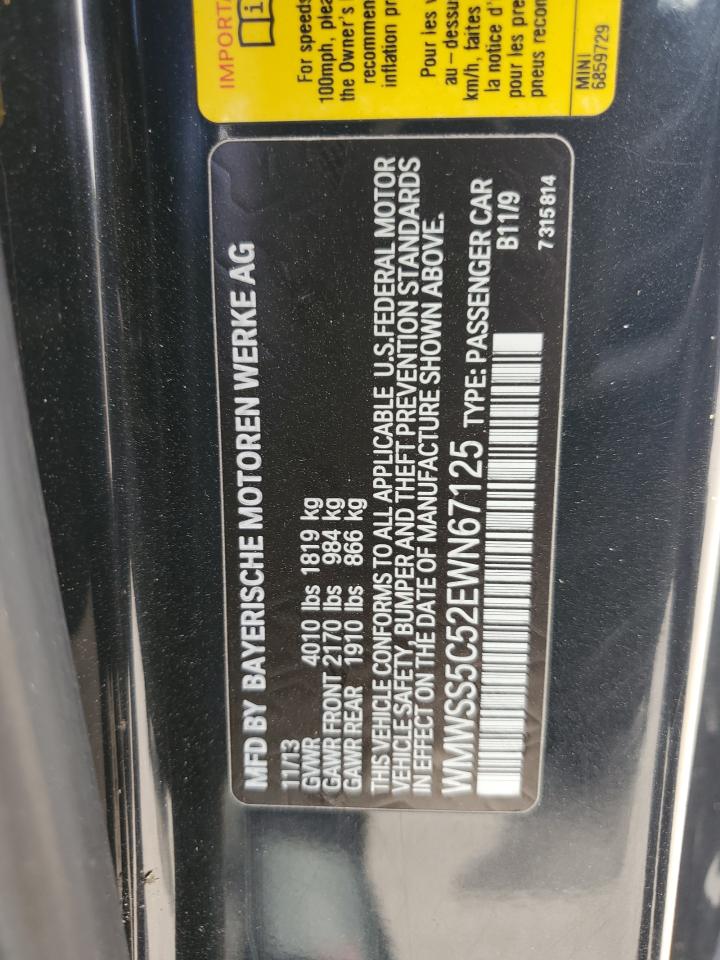 IMPORTA
For speeds
100mph, plea
the Owner's
recommen
inflation pr
Pour les v
au - dessu
km/h, faites
la notice d'
pour les pre
pneus recon
MINI
6859729
MFD BY BAYERISCHE MOTOREN WERKE AG
11/13
GVWR 4010 lbs 1819 kg
GAWR FRONT 2170 lbs 984 kg
GAWR REAR 1910 lbs 866 kg
THIS VEHICLE CONFORMS TO ALL APPLICABLE U.S.FEDERAL MOTOR
VEHICLE SAFETY, BUMPER AND THEFT PREVENTION STANDARDS
IN EFFECT ON THE DATE OF MANUFACTURE SHOWN ABOVE.
WMWSS5C52EWN67125 TYPE: PASSENGER CAR
B11/9
7 315 814